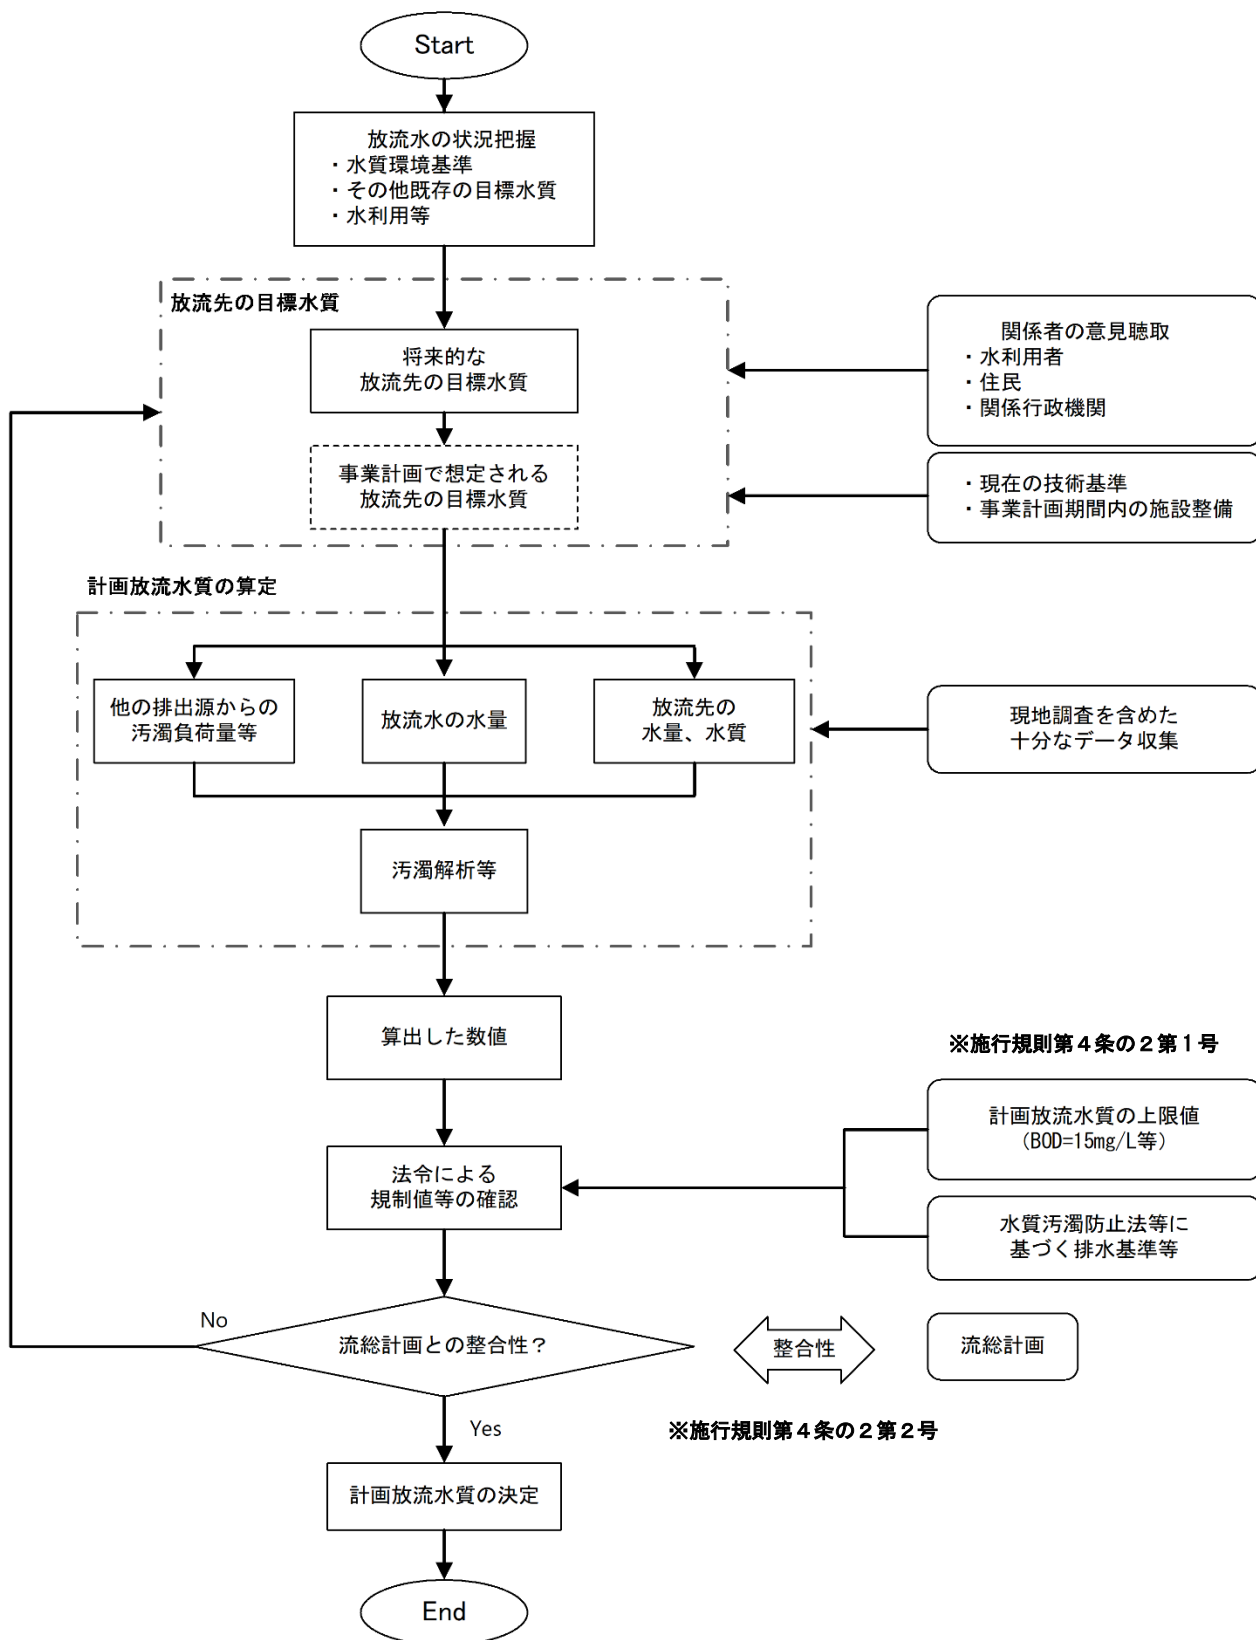 Start
放流水の状況把握
・水質環境基準
・その他既存の目標水質
・水利用等
放流先の目標水質
将来的な
放流先の目標水質
関係者の意見聴取
・水利用者
・住民
・関係行政機関
事業計画で想定される
放流先の目標水質
・現在の技術基準
・事業計画期間内の施設整備
計画放流水質の算定
他の排出源からの
汚濁負荷量等
放流水の水量
放流先の
水量、水質
現地調査を含めた
十分なデータ収集
汚濁解析等
算出した数値
※施行規則第４条の２第１号
計画放流水質の上限値
（BOD=15mg/L等）
法令による
規制値等の確認
水質汚濁防止法等に
基づく排水基準等
No
流総計画との整合性？
整合性
流総計画
Yes
※施行規則第４条の２第２号
計画放流水質の決定
End